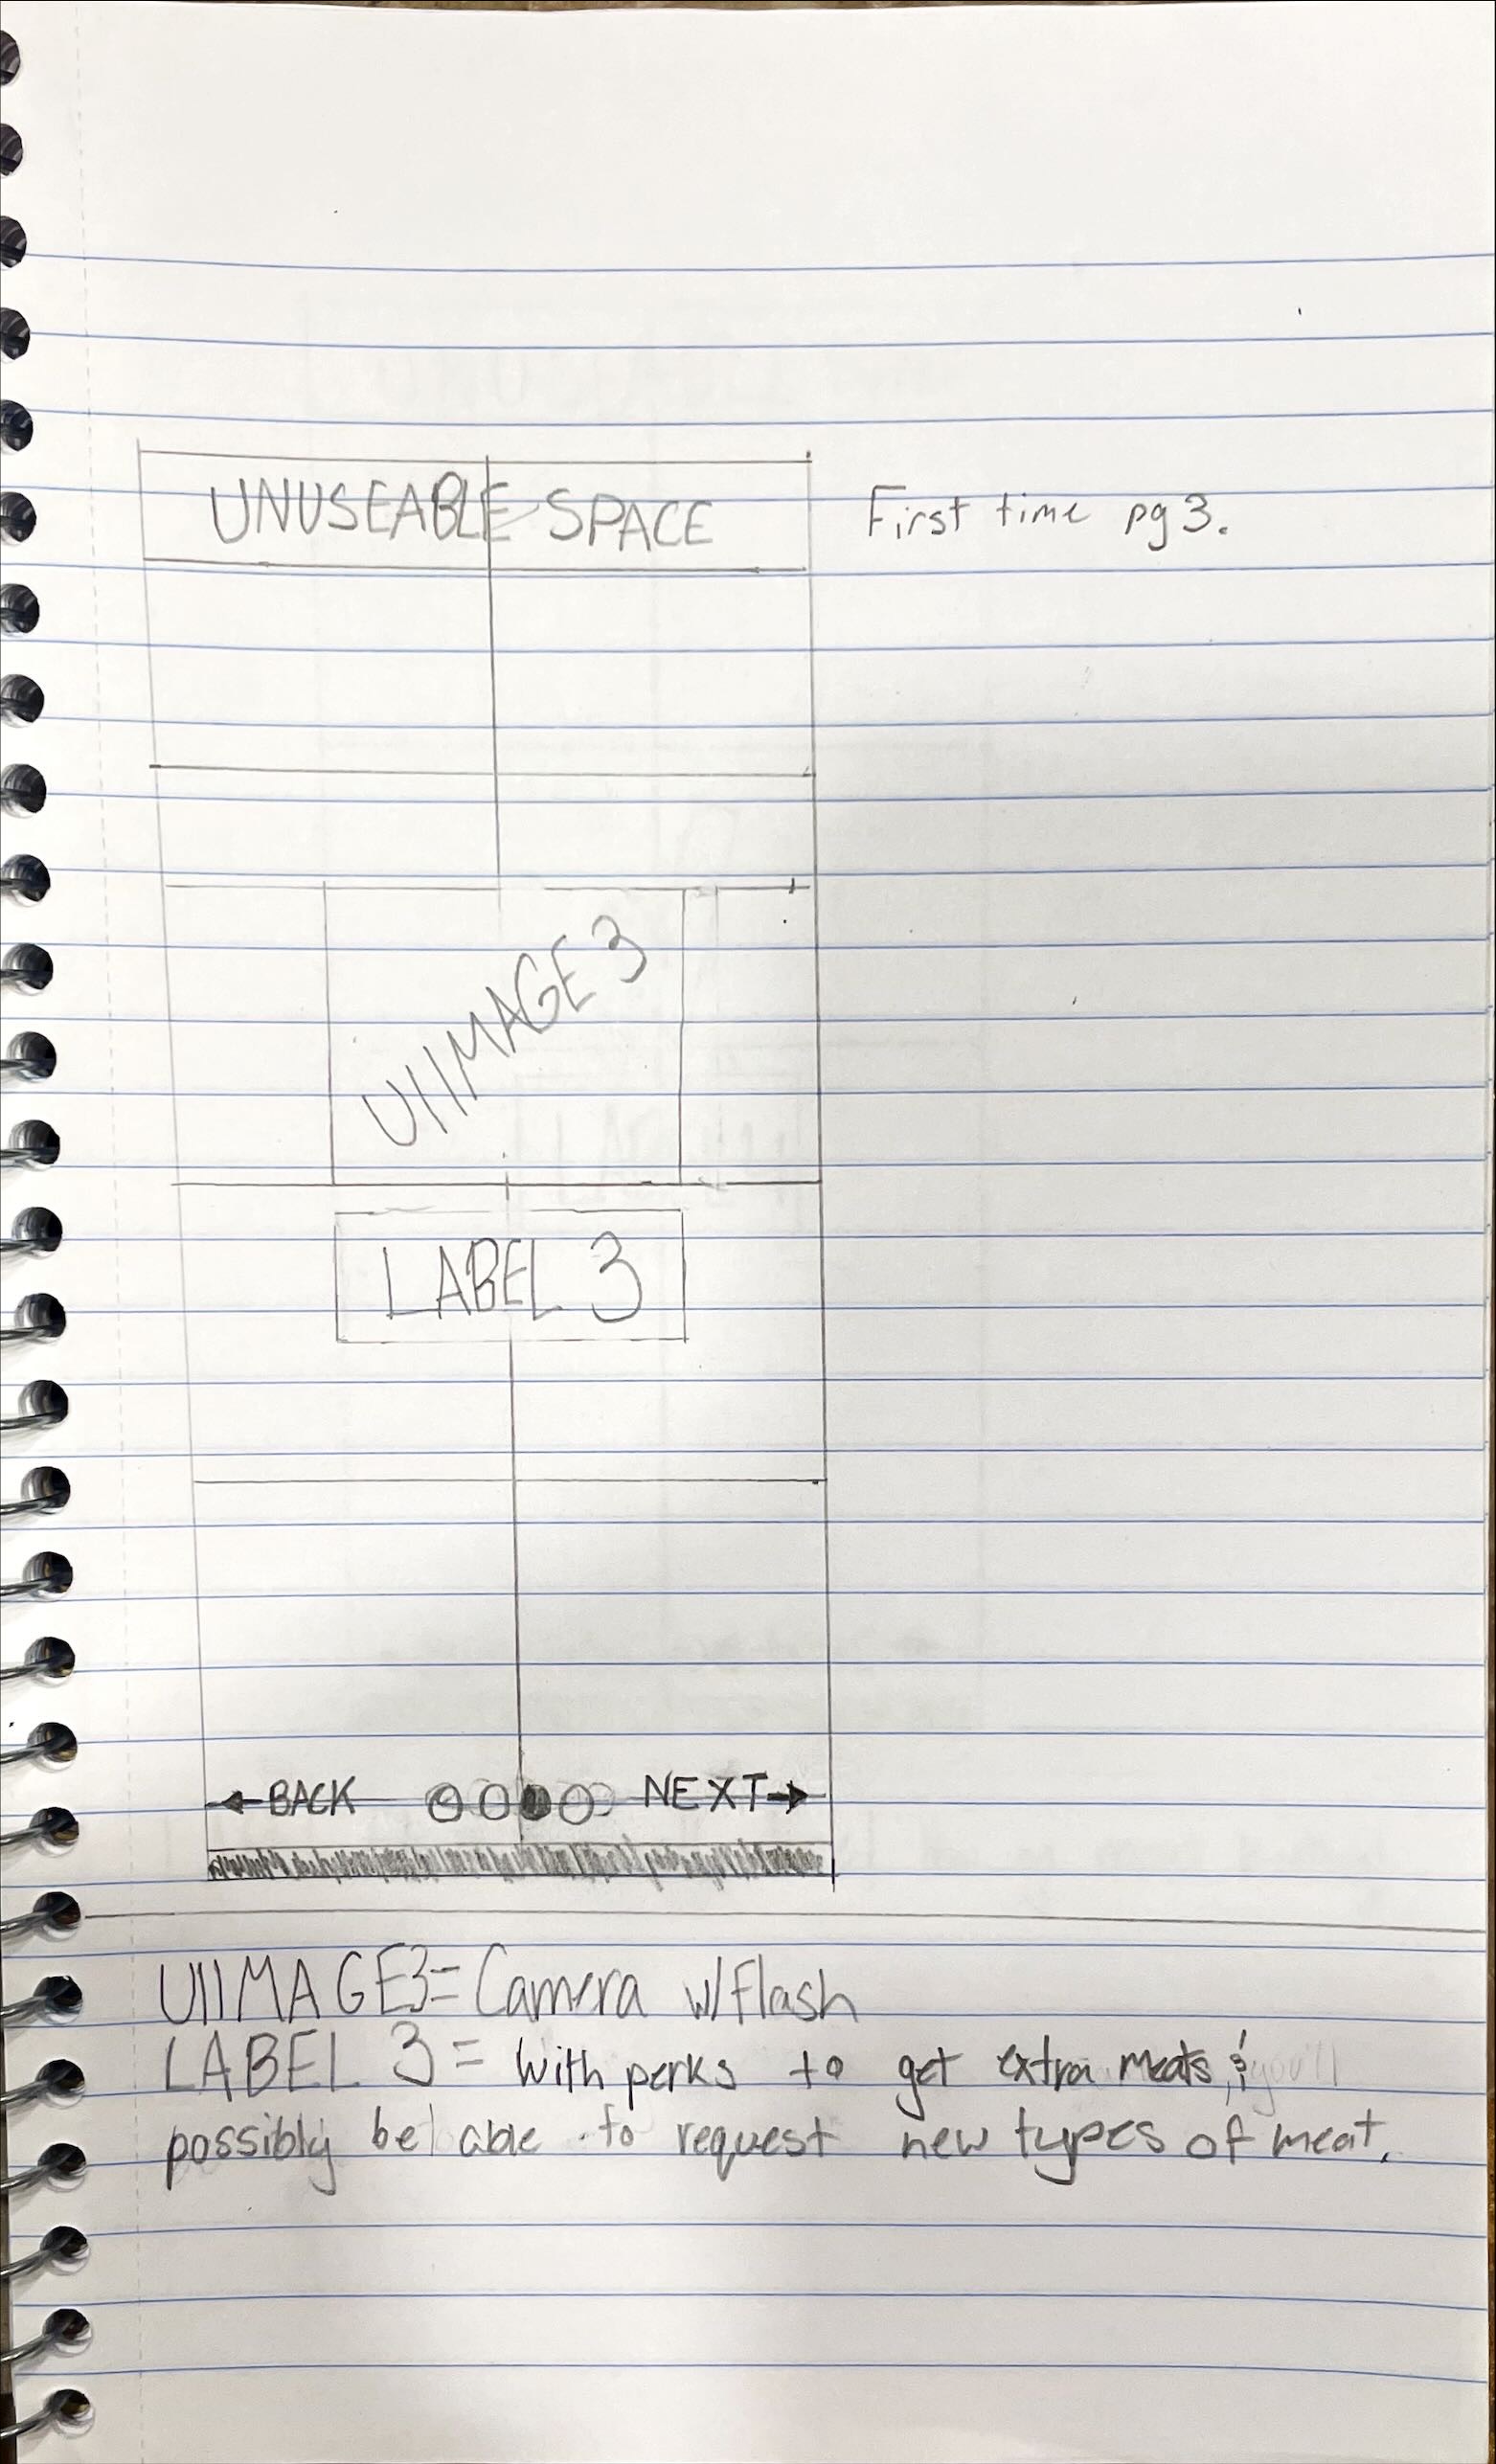 UNUSEABLE SPACE
First time pg 3.
UIIMAGE 3
LABEL 3
← BACK NEXT →
UIIMAGE3= Camera w/Flash
LABEL 3 = With perks to get extra meats, & you'll
possibly be able to request new types of meat.